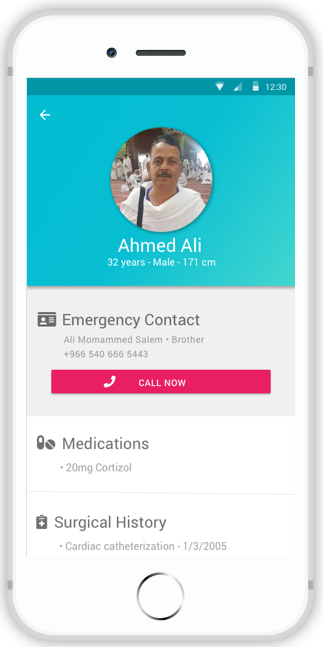 12:30
Ahmed Ali
32 years - Male - 171 cm
Emergency Contact
Ali Momammed Salem • Brother
+966 540 666 5443
CALL NOW
Medications
• 20mg Cortizol
Surgical History
• Cardiac catheterization - 1/3/2005